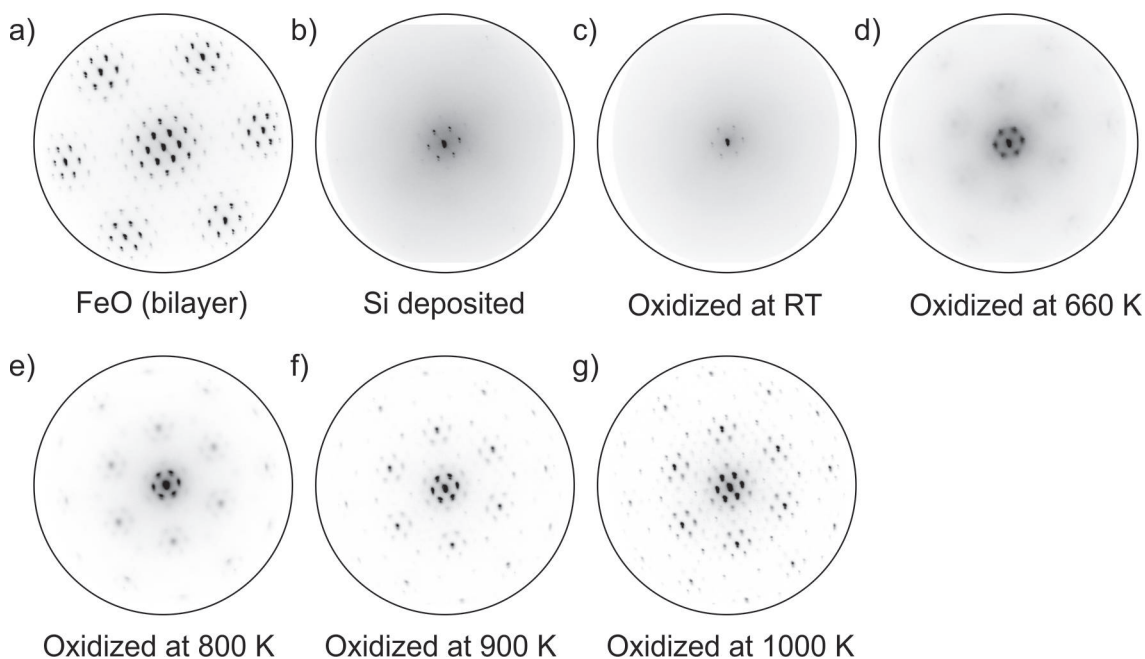 a)
b)
c)
d)
FeO (bilayer)
Si deposited
Oxidized at RT
Oxidized at 660 K
e)
f)
g)
Oxidized at 800 K
Oxidized at 900 K
Oxidized at 1000 K